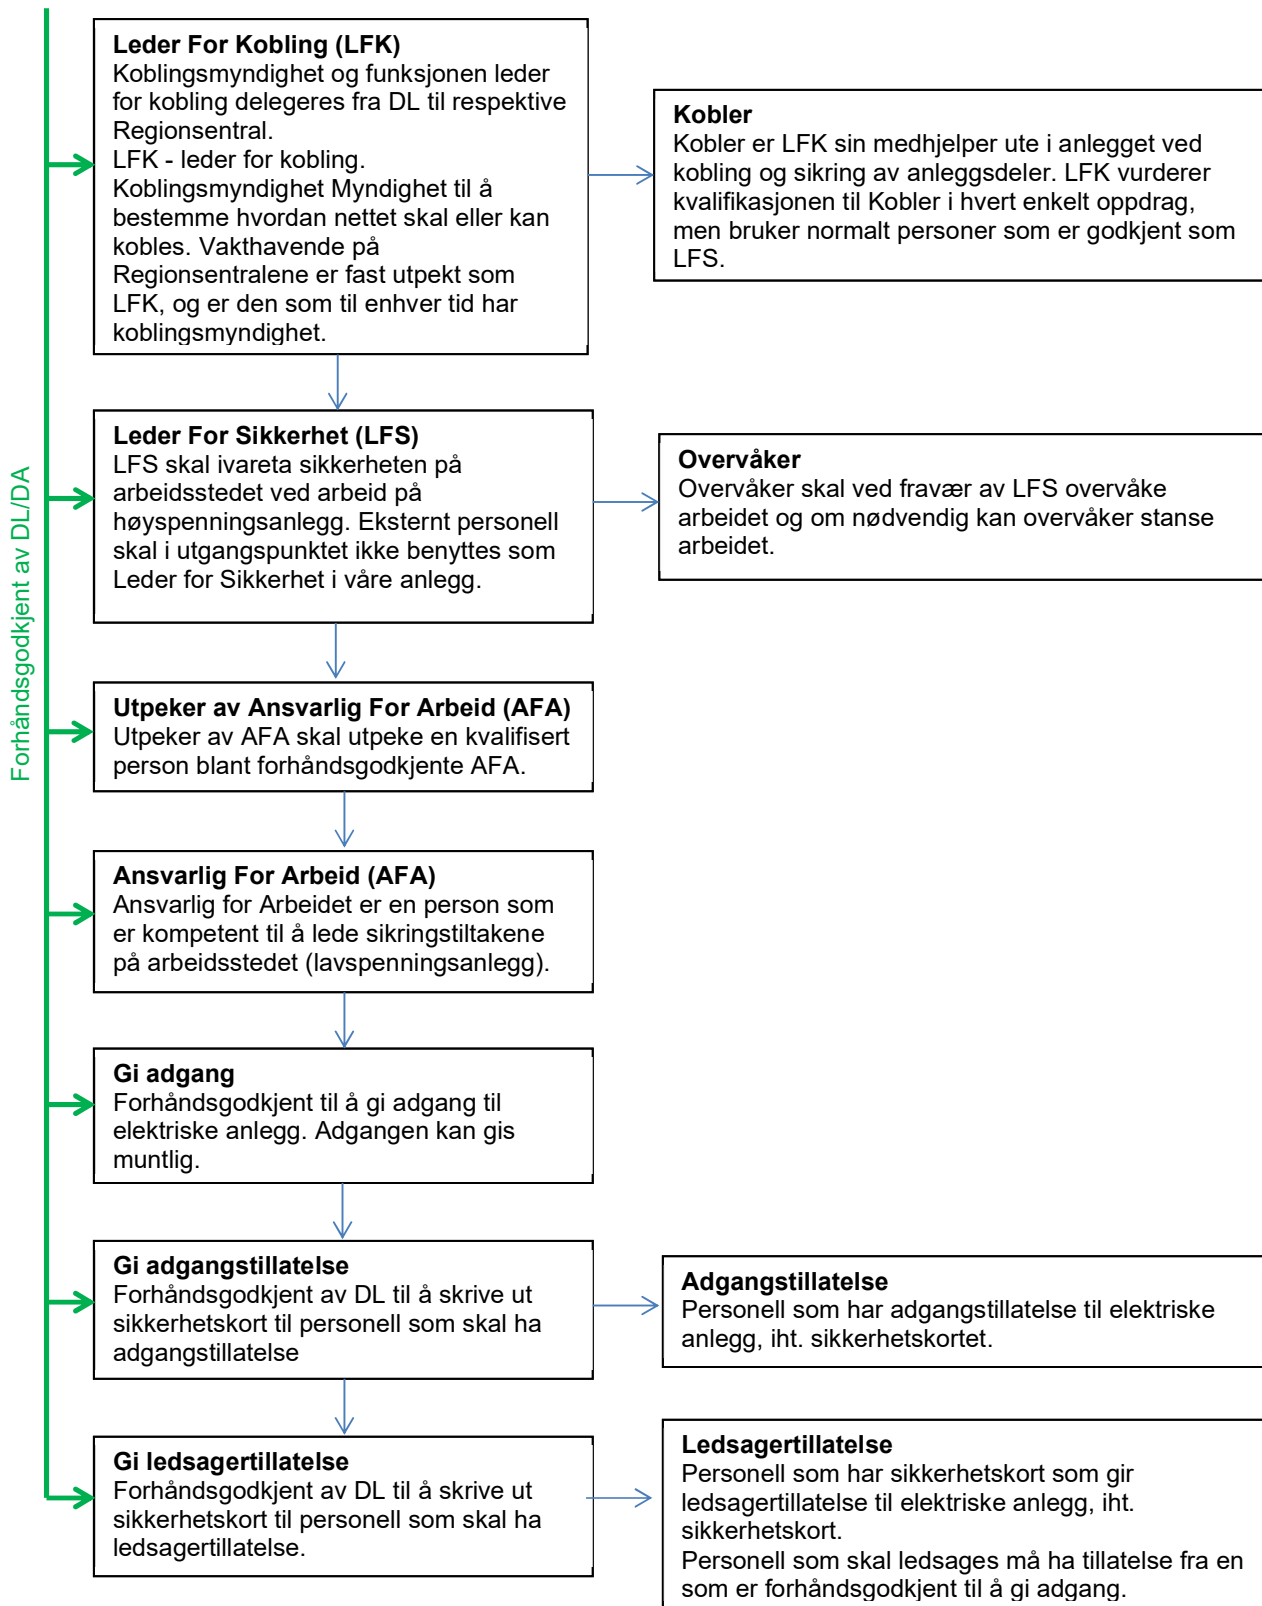 Forhåndsgodkjent av DL/DA
Leder For Kobling (LFK)
Koblingsmyndighet og funksjonen leder
for kobling delegeres fra DL til respektive
Regionsentral.
LFK - leder for kobling.
Koblingsmyndighet Myndighet til å
bestemme hvordan nettet skal eller kan
kobles. Vakthavende på
Regionsentralene er fast utpekt som
LFK, og er den som til enhver tid har
koblingsmyndighet.
Kobler
Kobler er LFK sin medhjelper ute i anlegget ved
kobling og sikring av anleggsdeler. LFK vurderer
kvalifikasjonen til Kobler i hvert enkelt oppdrag,
men bruker normalt personer som er godkjent som
LFS.
Leder For Sikkerhet (LFS)
LFS skal ivareta sikkerheten på
arbeidsstedet ved arbeid på
høyspenningsanlegg. Eksternt personell
skal i utgangspunktet ikke benyttes som
Leder for Sikkerhet i våre anlegg.
Overvåker
Overvåker skal ved fravær av LFS overvåke
arbeidet og om nødvendig kan overvåker stanse
arbeidet.
Utpeker av Ansvarlig For Arbeid (AFA)
Utpeker av AFA skal utpeke en kvalifisert
person blant forhåndsgodkjente AFA.
Ansvarlig For Arbeid (AFA)
Ansvarlig for Arbeidet er en person som
er kompetent til å lede sikringstiltakene
på arbeidsstedet (lavspenningsanlegg).
Gi adgang
Forhåndsgodkjent til å gi adgang til
elektriske anlegg. Adgangen kan gis
muntlig.
Gi adgangstillatelse
Forhåndsgodkjent av DL til å skrive ut
sikkerhetskort til personell som skal ha
adgangstillatelse
Adgangstillatelse
Personell som har adgangstillatelse til elektriske
anlegg, iht. sikkerhetskortet.
Gi ledsagertillatelse
Forhåndsgodkjent av DL til å skrive ut
sikkerhetskort til personell som skal ha
ledsagertillatelse.
Ledsagertillatelse
Personell som har sikkerhetskort som gir
ledsagertillatelse til elektriske anlegg, iht.
sikkerhetskort.
Personell som skal ledsages må ha tillatelse fra en
som er forhåndsgodkjent til å gi adgang.